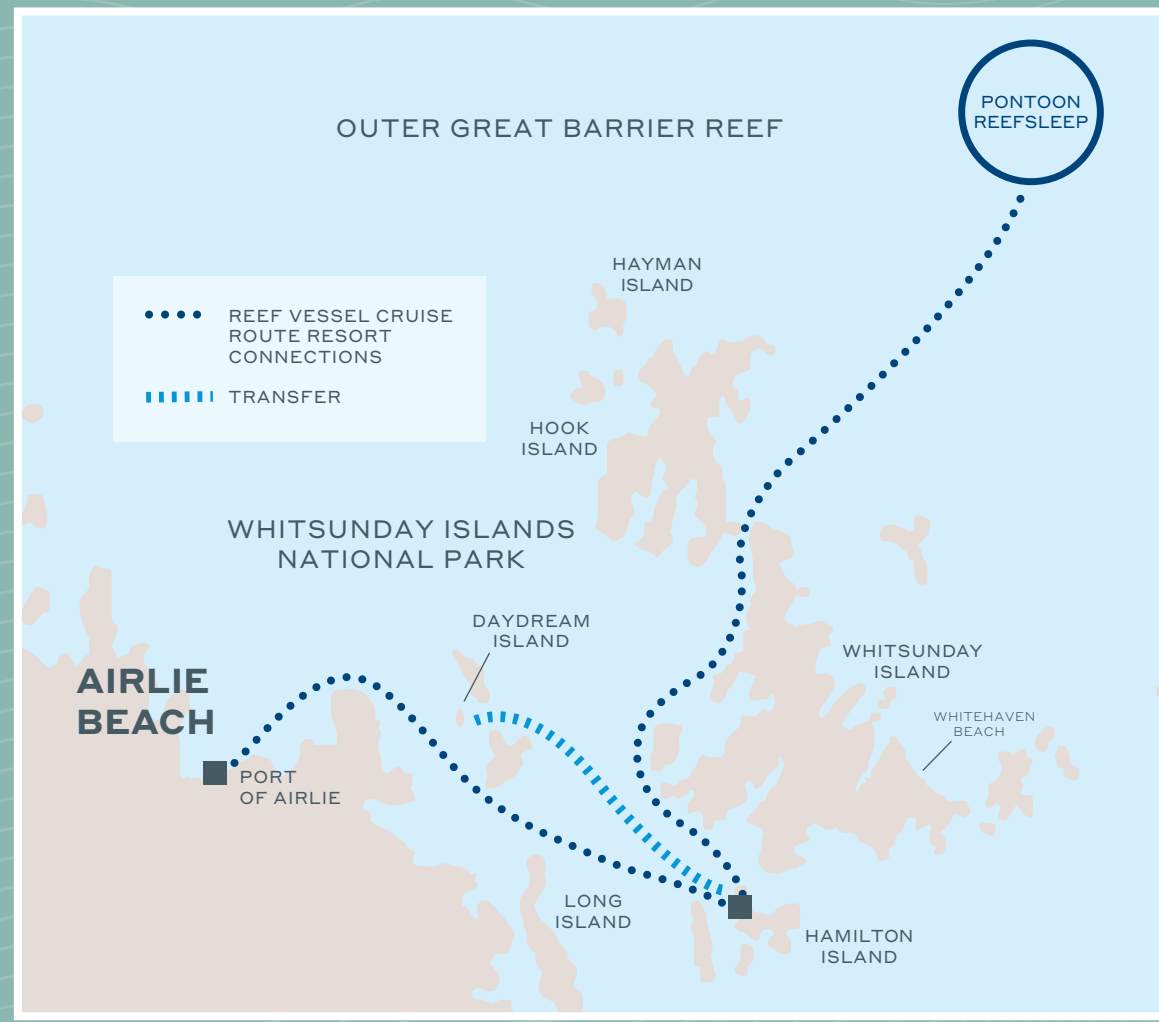 PONTOON
REEFSLEEP
OUTER GREAT BARRIER REEF
HAYMAN
ISLAND
REEF VESSEL CRUISE
ROUTE RESORT
CONNECTIONS
TRANSFER
HOOK
ISLAND
WHITSUNDAY ISLANDS
NATIONAL PARK
DAYDREAM
ISLAND
WHITSUNDAY
ISLAND
AIRLIE
BEACH
WHITEHAVEN
BEACH
PORT
OF AIRLIE
LONG
ISLAND
HAMILTON
ISLAND